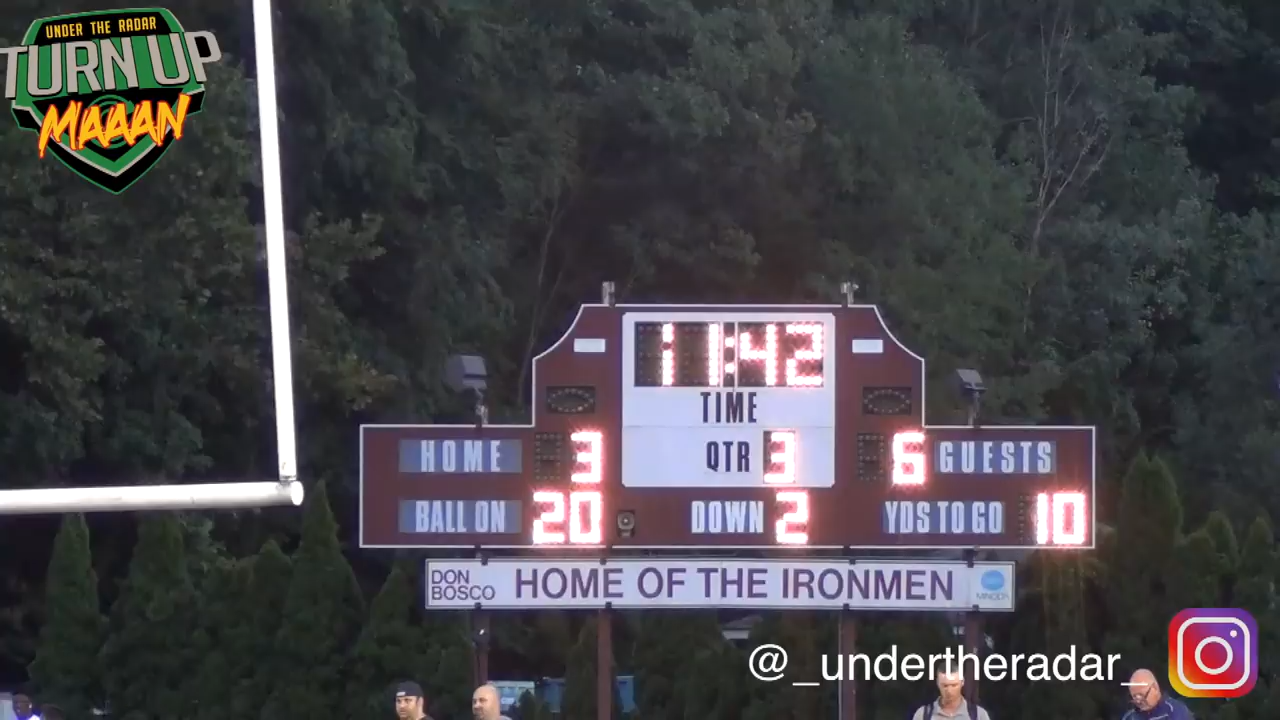 UNDER THE RADAR
TURN UP
MAAAN
11:42
TIME
HOME 3
QTR 3
6 GUESTS
BALL ON 20
DOWN 2
YDS TO GO 10
DON
BOSCO
HOME OF THE IRONMEN
MINOLTA
@_undertheradar_